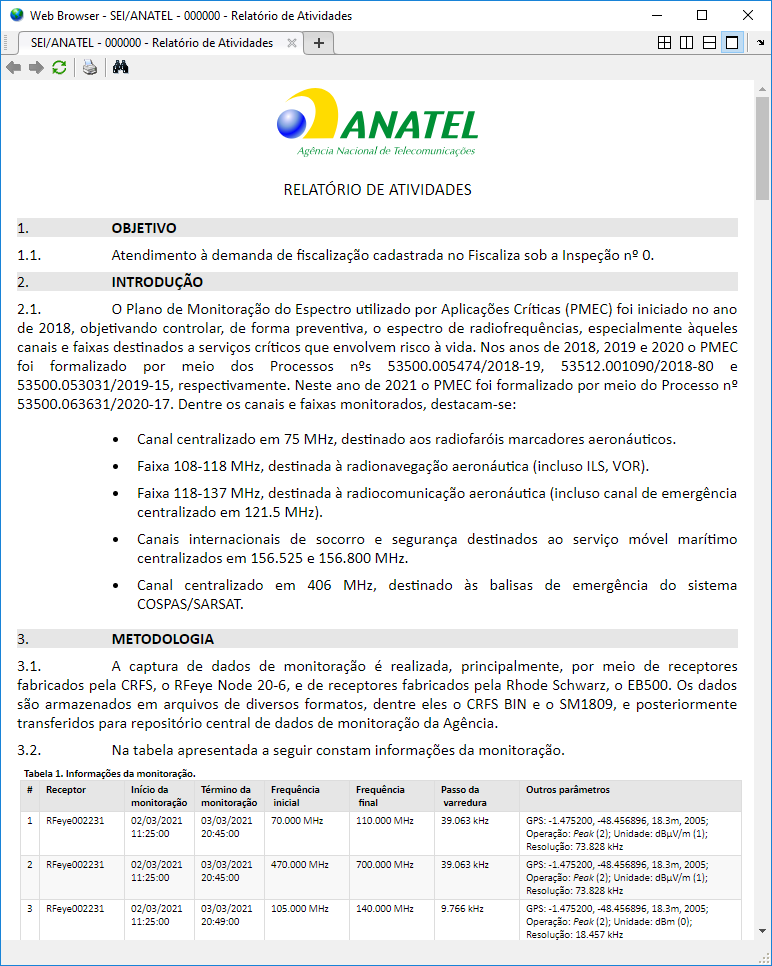 Web Browser - SEI/ANATEL - 000000 - Relatório de Atividades
SEI/ANATEL - 000000 - Relatório de Atividades
ANATEL
Agência Nacional de Telecomunicações
RELATÓRIO DE ATIVIDADES
1. OBJETIVO
1.1. Atendimento à demanda de fiscalização cadastrada no Fiscaliza sob a Inspeção nº 0.
2. INTRODUÇÃO
2.1. O Plano de Monitoração do Espectro utilizado por Aplicações Críticas (PMEC) foi iniciado no ano
de 2018, objetivando controlar, de forma preventiva, o espectro de radiofrequências, especialmente àqueles
canais e faixas destinados a serviços críticos que envolvem risco à vida. Nos anos de 2018, 2019 e 2020 o PMEC
foi formalizado por meio dos Processos nºs 53500.005474/2018-19, 53512.001090/2018-80 e
53500.053031/2019-15, respectivamente. Neste ano de 2021 o PMEC foi formalizado por meio do Processo nº
53500.063631/2020-17. Dentre os canais e faixas monitorados, destacam-se:
• Canal centralizado em 75 MHz, destinado aos radiofaróis marcadores aeronáuticos.
• Faixa 108-118 MHz, destinada à radionavegação aeronáutica (incluso ILS, VOR).
• Faixa 118-137 MHz, destinada à radiocomunicação aeronáutica (incluso canal de emergência
centralizado em 121.5 MHz).
• Canais internacionais de socorro e segurança destinados ao serviço móvel marítimo
centralizados em 156.525 e 156.800 MHz.
• Canal centralizado em 406 MHz, destinado às balisas de emergência do sistema
COSPAS/SARSAT.
3. METODOLOGIA
3.1. A captura de dados de monitoração é realizada, principalmente, por meio de receptores
fabricados pela CRFS, o RFeye Node 20-6, e de receptores fabricados pela Rhode Schwarz, o EB500. Os dados
são armazenados em arquivos de diversos formatos, dentre eles o CRFS BIN e o SM1809, e posteriormente
transferidos para repositório central de dados de monitoração da Agência.
3.2. Na tabela apresentada a seguir constam informações da monitoração.
Tabela 1. Informações da monitoração.
# Receptor Início da Término da Frequência Frequência Passo da Outros parâmetros
monitoração monitoração inicial final varredura
1 RFeye002231 02/03/2021 03/03/2021 70.000 MHz 110.000 MHz 39.063 kHz GPS: -1.475200, -48.456896, 18.3m, 2005;
11:25:00 20:45:00 Operação: Peak (2); Unidade: dBµV/m (1);
Resolução: 73.828 kHz
2 RFeye002231 02/03/2021 03/03/2021 470.000 MHz 700.000 MHz 39.063 kHz GPS: -1.475200, -48.456896, 18.3m, 2005;
11:25:00 20:45:00 Operação: Peak (2); Unidade: dBµV/m (1);
Resolução: 73.828 kHz
3 RFeye002231 02/03/2021 03/03/2021 105.000 MHz 140.000 MHz 9.766 kHz GPS: -1.475200, -48.456896, 18.3m, 2005;
11:25:00 20:49:00 Operação: Peak (2); Unidade: dBm (0);
Resolução: 18.457 kHz